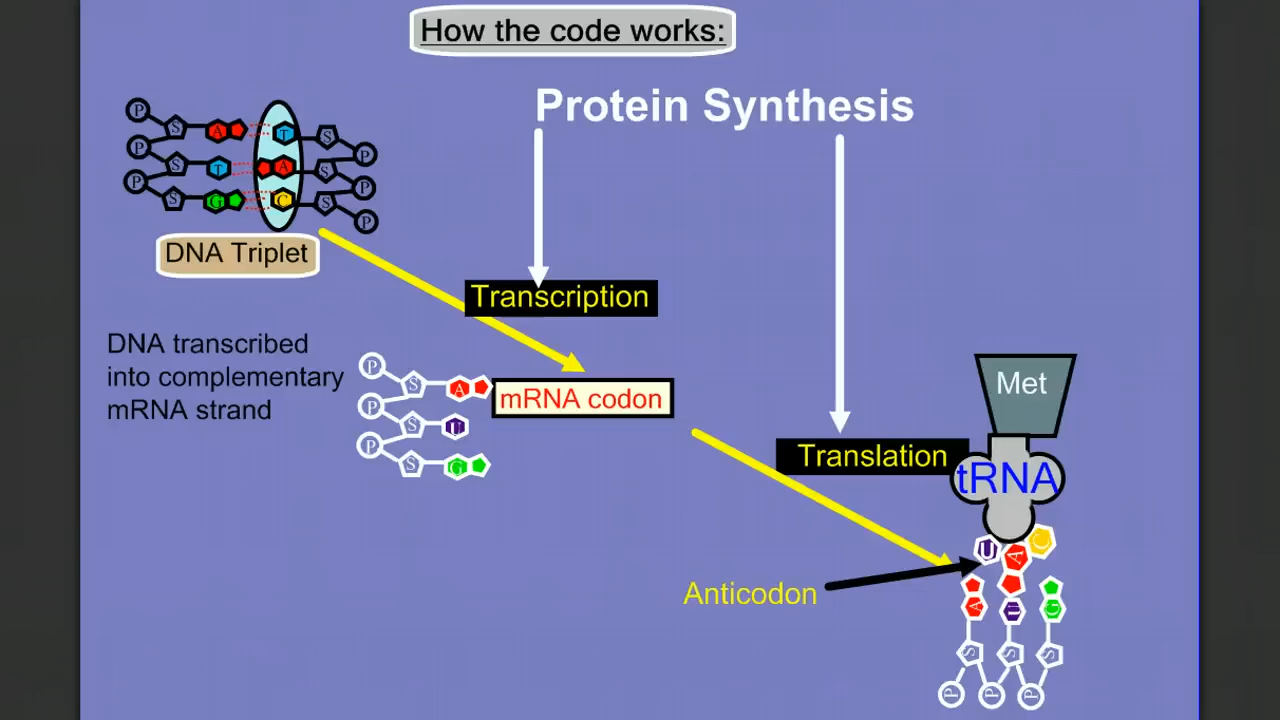 How the code works:
Protein Synthesis
P S A T S P
P S T A S P
P S G C S P
DNA Triplet
Transcription
DNA transcribed
into complementary
mRNA strand
P S A
mRNA codon
P S U
P S G
Met
Translation
tRNA
U A C
Anticodon
A U G
S S S
P P P